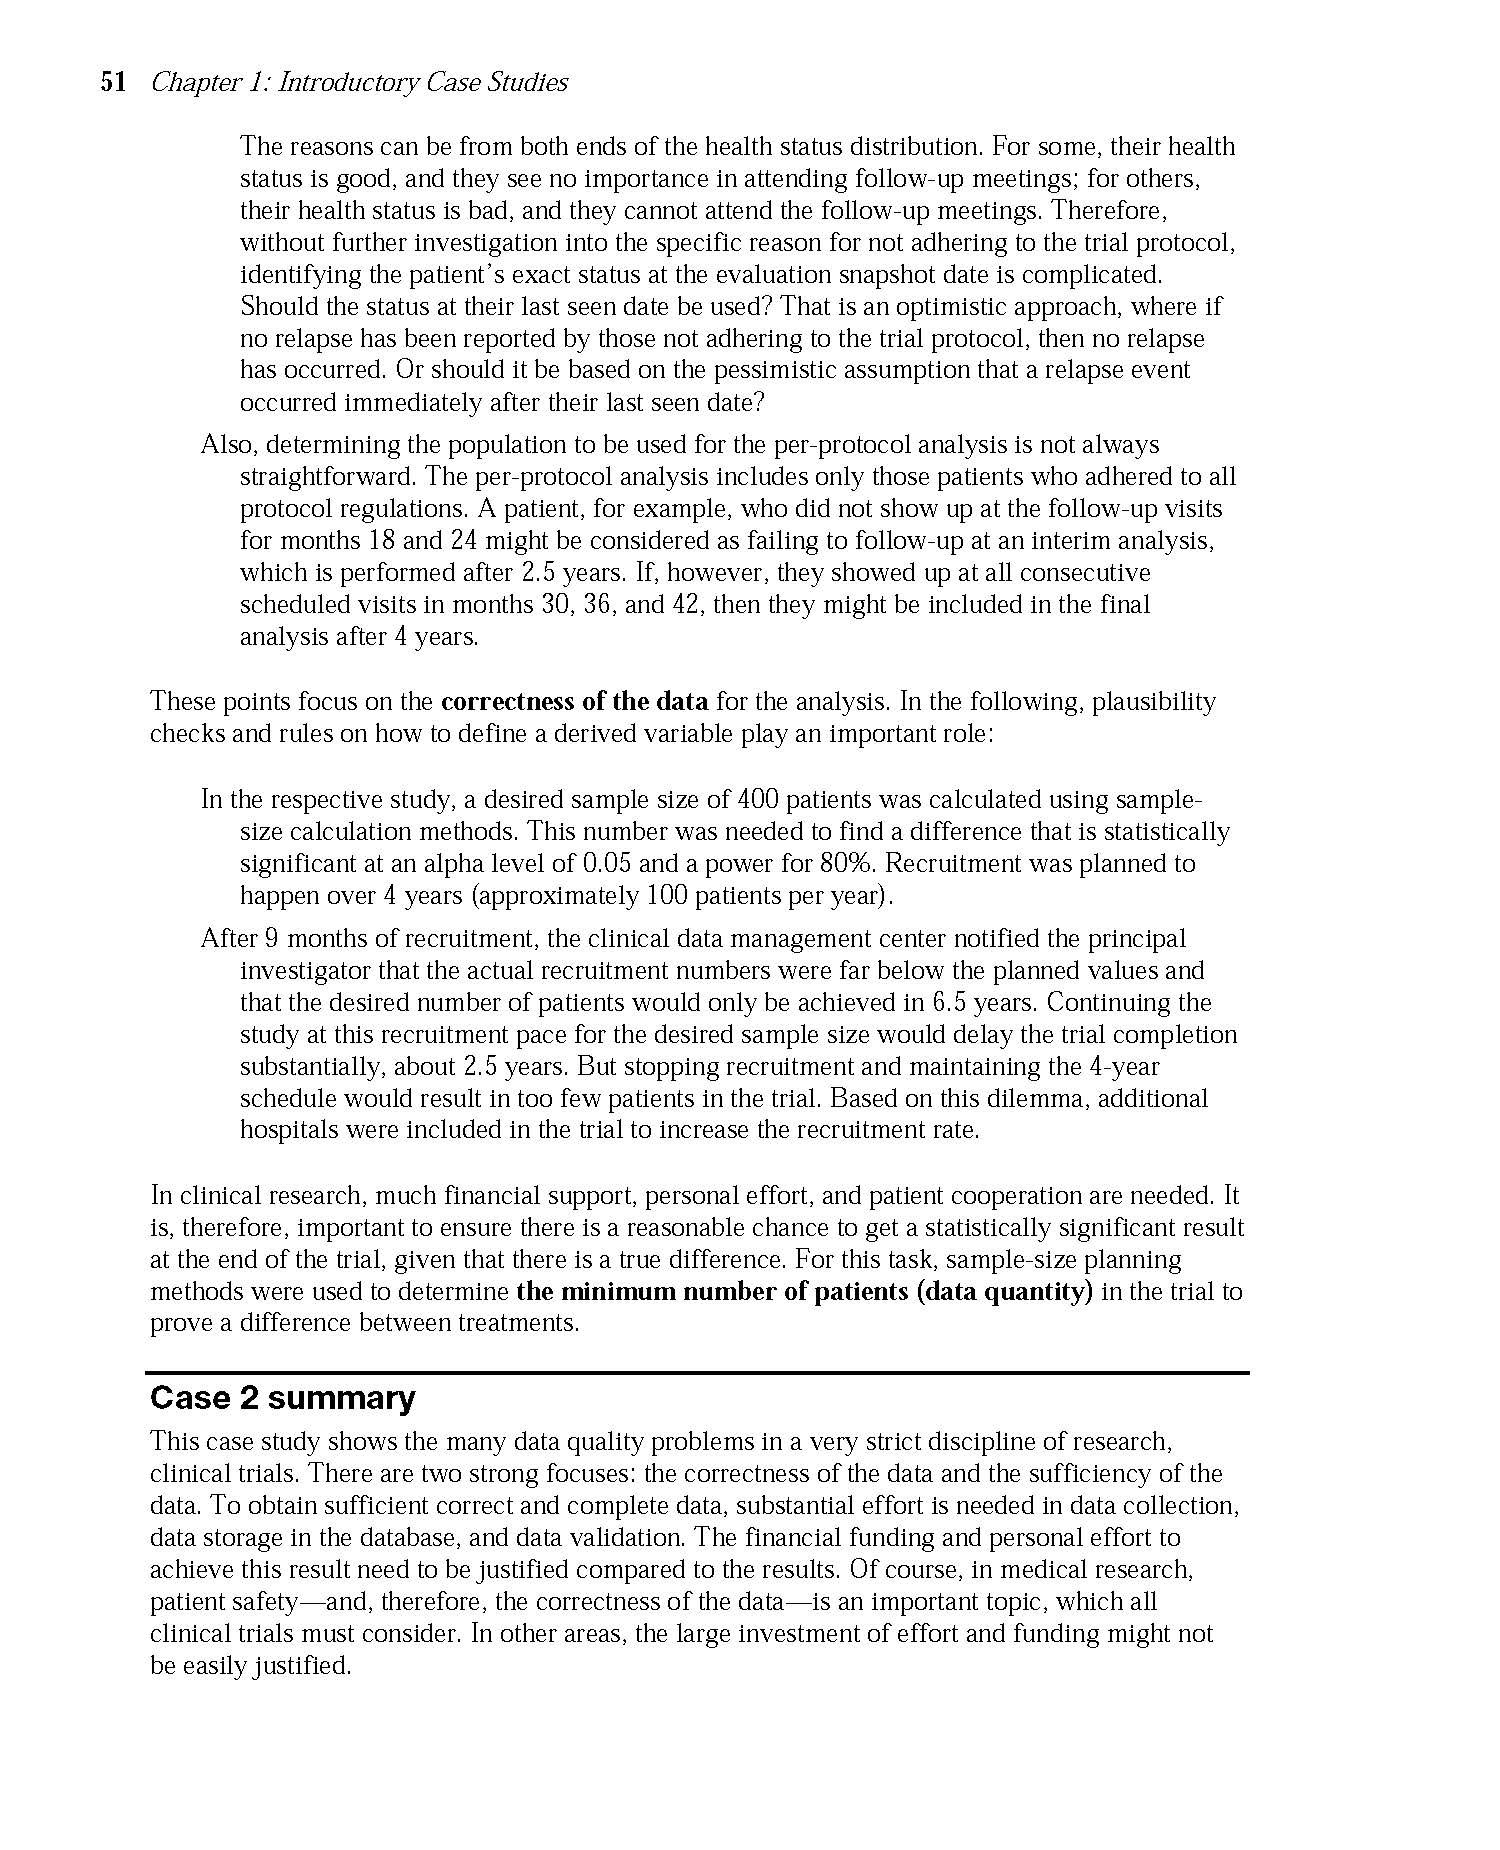 51 Chapter 1: Introductory Case Studies
The reasons can be from both ends of the health status distribution. For some, their health
status is good, and they see no importance in attending follow-up meetings; for others,
their health status is bad, and they cannot attend the follow-up meetings. Therefore,
without further investigation into the specific reason for not adhering to the trial protocol,
identifying the patient’s exact status at the evaluation snapshot date is complicated.
Should the status at their last seen date be used? That is an optimistic approach, where if
no relapse has been reported by those not adhering to the trial protocol, then no relapse
has occurred. Or should it be based on the pessimistic assumption that a relapse event
occurred immediately after their last seen date?
Also, determining the population to be used for the per-protocol analysis is not always
straightforward. The per-protocol analysis includes only those patients who adhered to all
protocol regulations. A patient, for example, who did not show up at the follow-up visits
for months 18 and 24 might be considered as failing to follow-up at an interim analysis,
which is performed after 2.5 years. If, however, they showed up at all consecutive
scheduled visits in months 30, 36, and 42, then they might be included in the final
analysis after 4 years.
These points focus on the correctness of the data for the analysis. In the following, plausibility
checks and rules on how to define a derived variable play an important role:
In the respective study, a desired sample size of 400 patients was calculated using sample-
size calculation methods. This number was needed to find a difference that is statistically
significant at an alpha level of 0.05 and a power for 80%. Recruitment was planned to
happen over 4 years (approximately 100 patients per year).
After 9 months of recruitment, the clinical data management center notified the principal
investigator that the actual recruitment numbers were far below the planned values and
that the desired number of patients would only be achieved in 6.5 years. Continuing the
study at this recruitment pace for the desired sample size would delay the trial completion
substantially, about 2.5 years. But stopping recruitment and maintaining the 4-year
schedule would result in too few patients in the trial. Based on this dilemma, additional
hospitals were included in the trial to increase the recruitment rate.
In clinical research, much financial support, personal effort, and patient cooperation are needed. It
is, therefore, important to ensure there is a reasonable chance to get a statistically significant result
at the end of the trial, given that there is a true difference. For this task, sample-size planning
methods were used to determine the minimum number of patients (data quantity) in the trial to
prove a difference between treatments.
Case 2 summary
This case study shows the many data quality problems in a very strict discipline of research,
clinical trials. There are two strong focuses: the correctness of the data and the sufficiency of the
data. To obtain sufficient correct and complete data, substantial effort is needed in data collection,
data storage in the database, and data validation. The financial funding and personal effort to
achieve this result need to be justified compared to the results. Of course, in medical research,
patient safety—and, therefore, the correctness of the data—is an important topic, which all
clinical trials must consider. In other areas, the large investment of effort and funding might not
be easily justified.